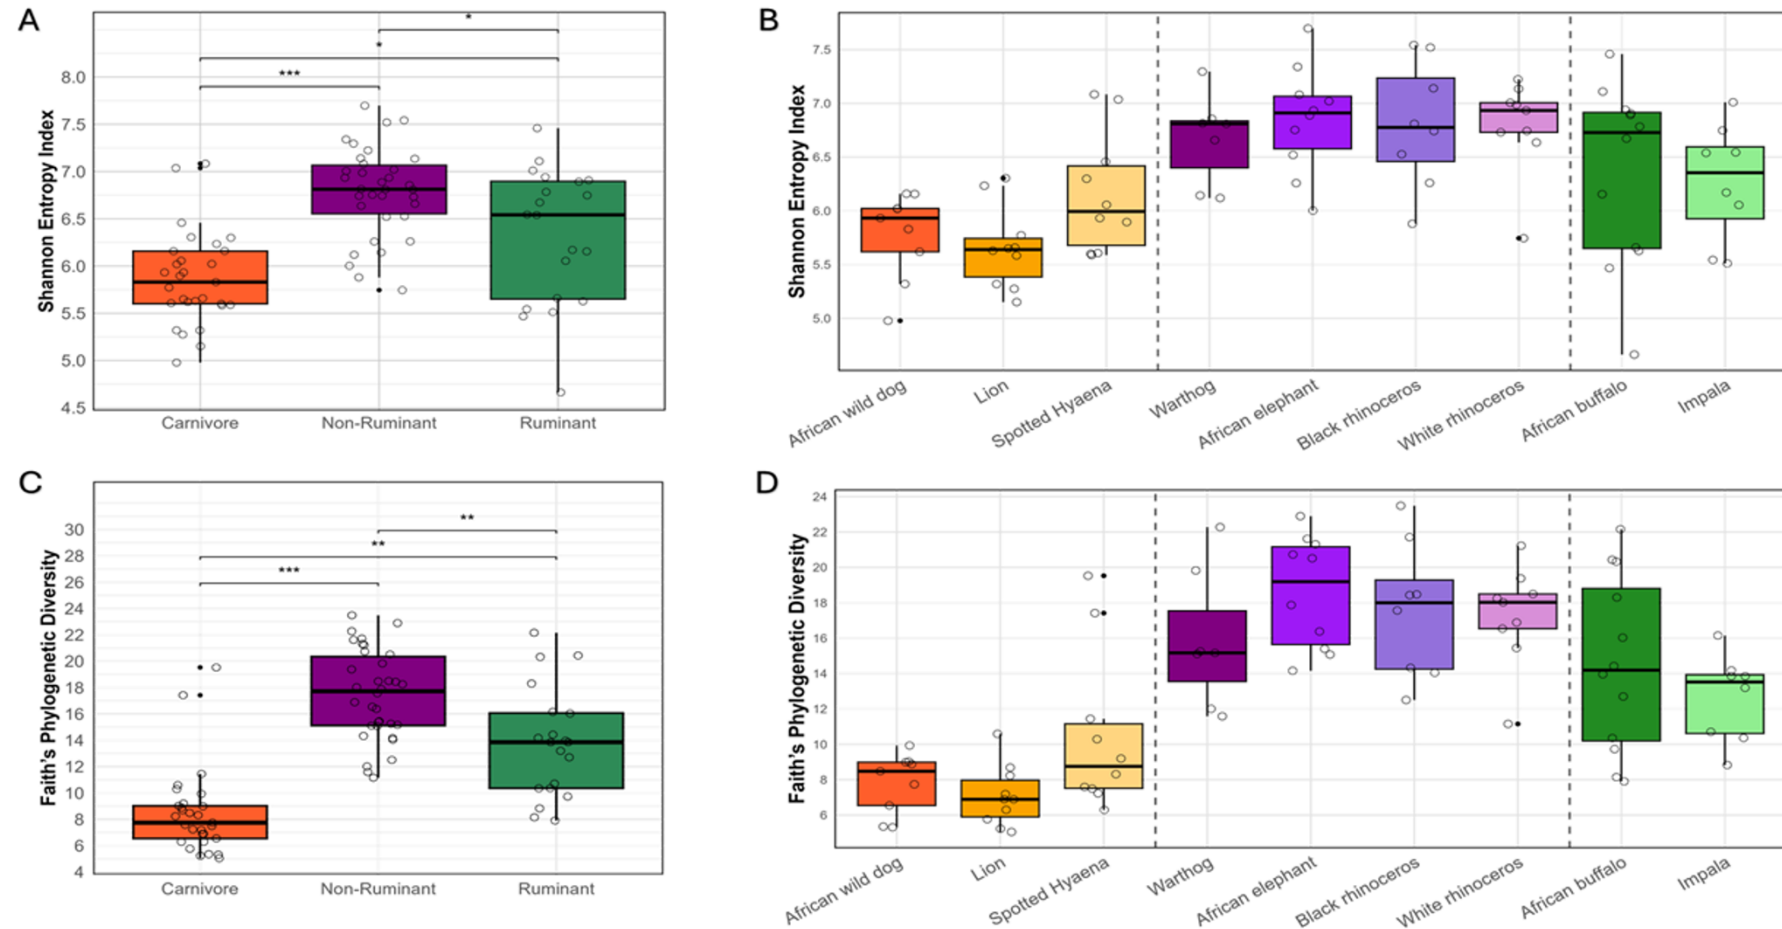 A
Shannon Entropy Index
8.0
7.5
7.0
6.5
6.0
5.5
5.0
4.5
***
*
*
Carnivore Non-Ruminant Ruminant
B
Shannon Entropy Index
7.5
7.0
6.5
6.0
5.5
5.0
African wild dog
Lion
Spotted Hyaena
Warthog
African elephant
Black rhinoceros
White rhinoceros
African buffalo
Impala
C
Faith's Phylogenetic Diversity
30
28
26
24
22
20
18
16
14
12
10
8
6
4
**
**
***
Carnivore Non-Ruminant Ruminant
D
Faith's Phylogenetic Diversity
24
22
20
18
16
14
12
10
8
6
African wild dog
Lion
Spotted Hyaena
Warthog
African elephant
Black rhinoceros
White rhinoceros
African buffalo
Impala